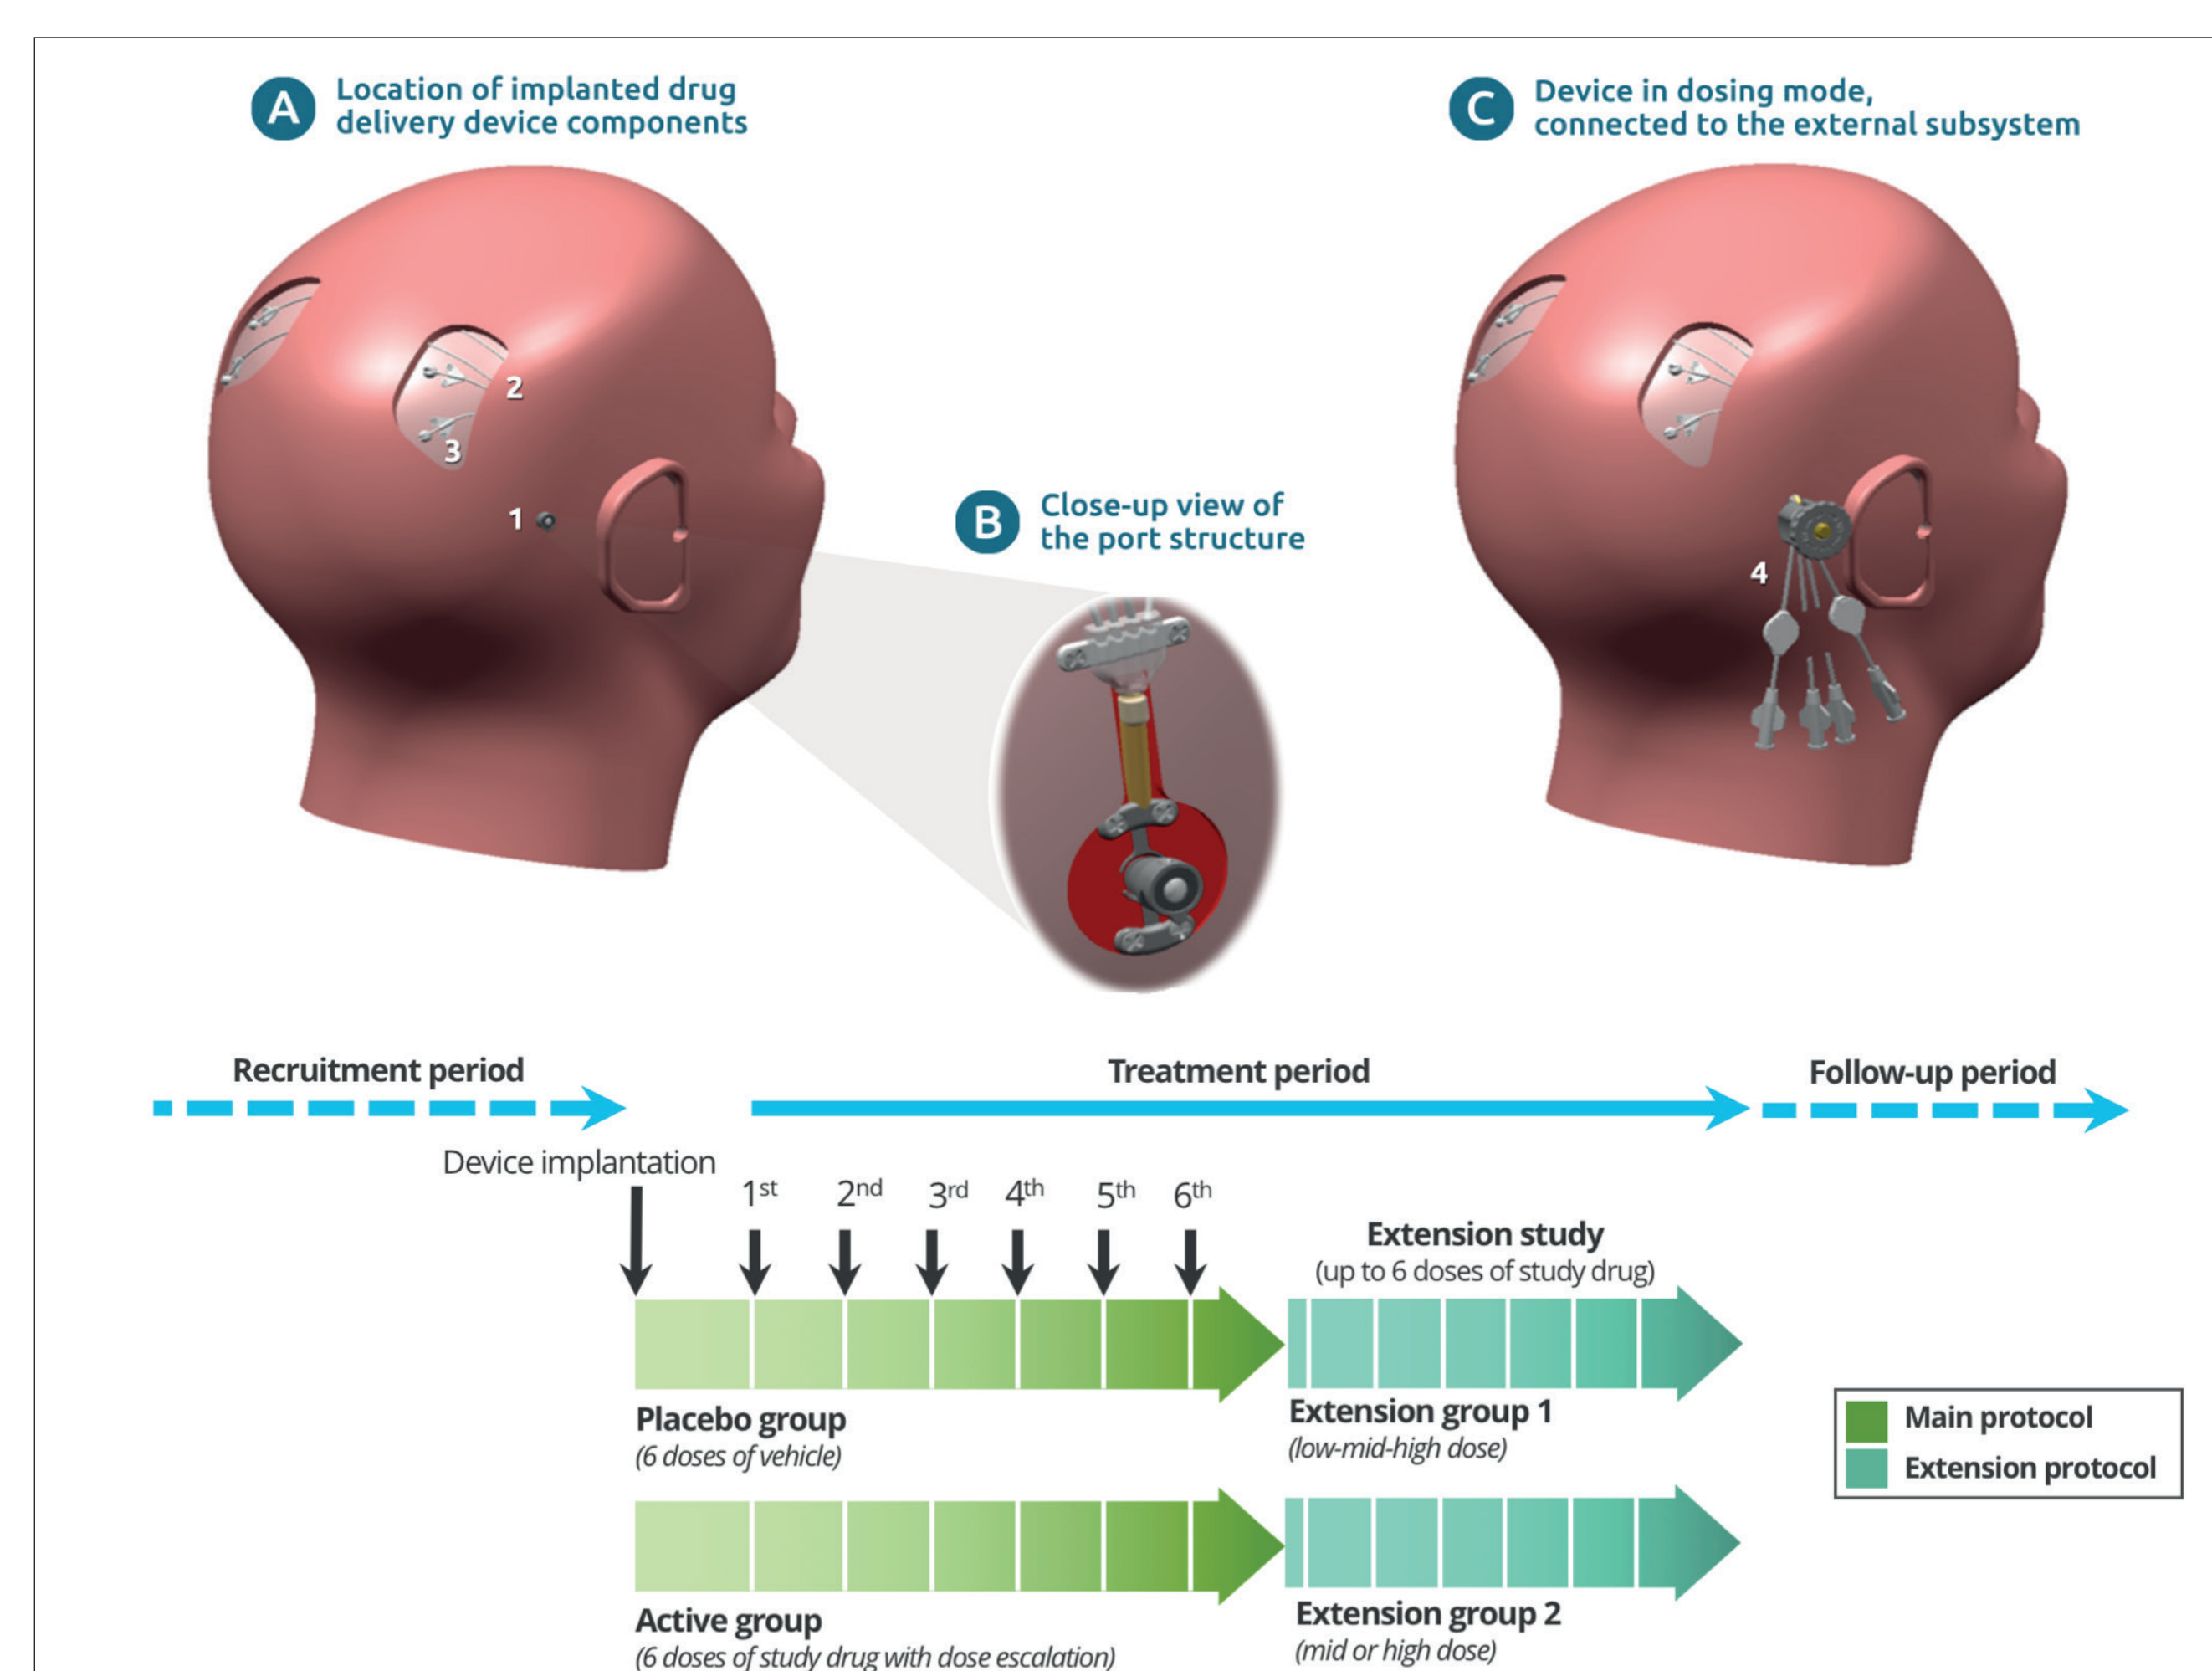 A
Location of implanted drug
delivery device components
C
Device in dosing mode,
connected to the external subsystem
2
3
1
B
Close-up view of
the port structure
4
Recruitment period
Treatment period
Follow-up period
Device implantation
1st
2nd
3rd
4th
5th
6th
Extension study
(up to 6 doses of study drug)
Placebo group
(6 doses of vehicle)
Extension group 1
(low-mid-high dose)
Main protocol
Extension protocol
Active group
(6 doses of study drug with dose escalation)
Extension group 2
(mid or high dose)